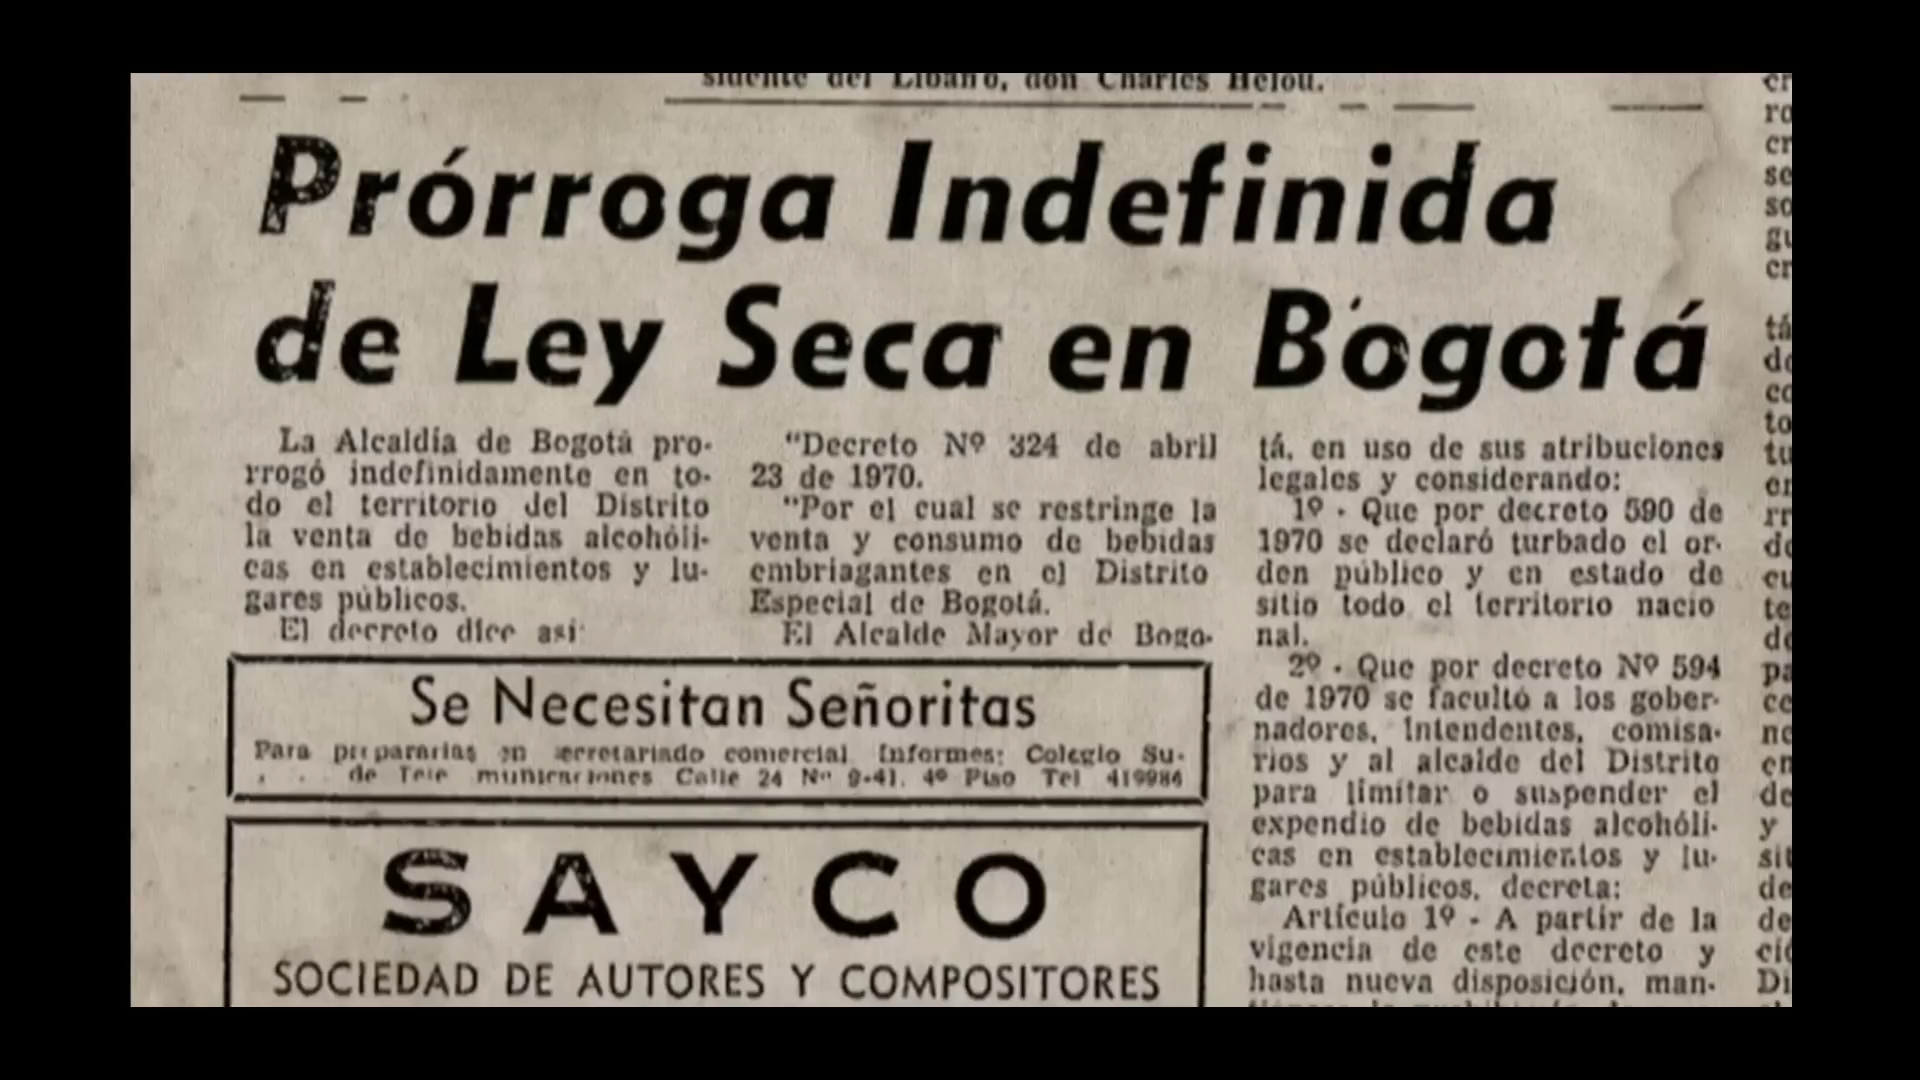 sidente del Líbano, don Charles Helou.
Prórroga Indefinida
de Ley Seca en Bogotá
La Alcaldía de Bogotá pro-
rrogó indefinidamente en to-
do el territorio del Distrito
la venta de bebidas alcohóli-
cas en establecimientos y lu-
gares públicos.
El decreto dice así:
"Decreto Nº 324 de abril
23 de 1970.
"Por el cual se restringe la
venta y consumo de bebidas
embriagantes en el Distrito
Especial de Bogotá.
El Alcalde Mayor de Bogo-
tá, en uso de sus atribuciones
legales y considerando:
1º - Que por decreto 590 de
1970 se declaró turbado el or-
den público y en estado de
sitio todo el territorio nacio
nal.
2º - Que por decreto Nº 594
de 1970 se facultó a los gober-
nadores, intendentes, comisa-
rios y al alcalde del Distrito
para limitar o suspender el
expendio de bebidas alcohóli-
cas en establecimientos y lu-
gares públicos, decreta:
Artículo 1º - A partir de la
vigencia de este decreto y
hasta nueva disposición, man-
Se Necesitan Señoritas
Para prepararlas en secretariado comercial. Informes: Colegio Su-
de Calle 24 Nº 9-41. 4º Piso Tel 419984
SAYCO
SOCIEDAD DE AUTORES Y COMPOSITORES